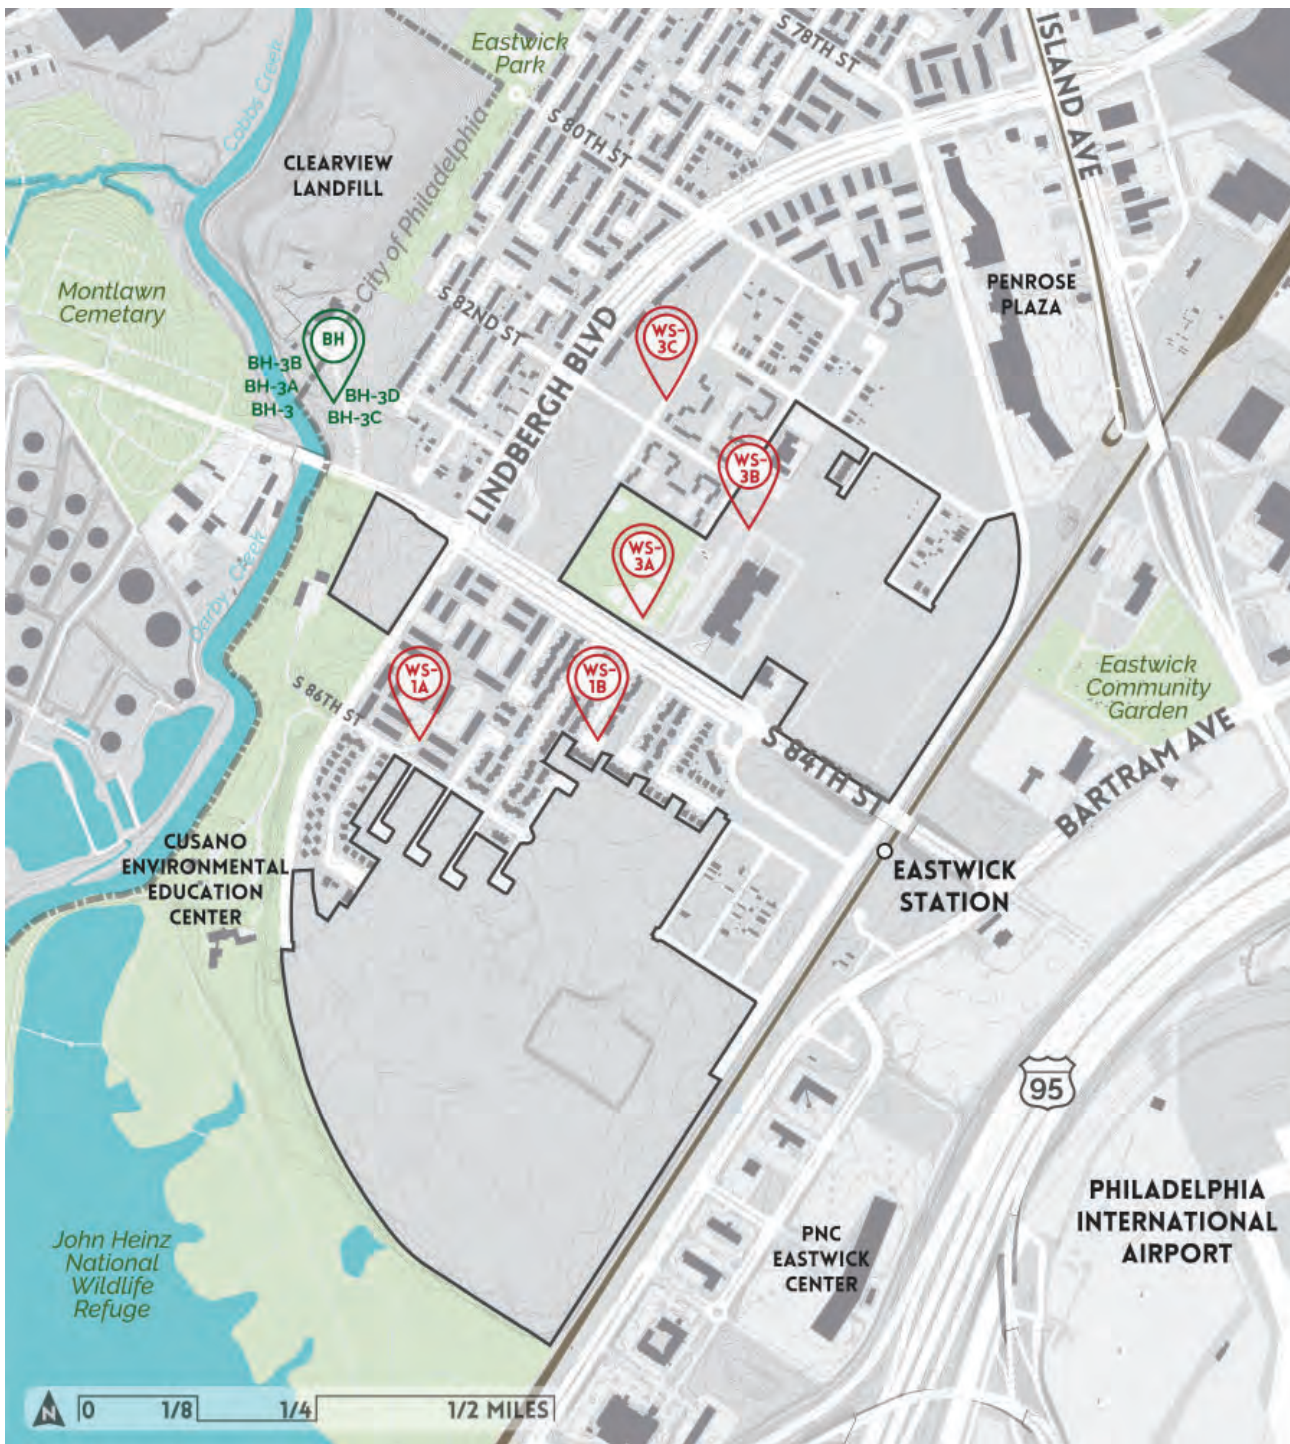 Eastwick
Park
S 78TH ST
ISLAND AVE
Cobbs Creek
S 80TH ST
CLEARVIEW
LANDFILL
City of Philadelphia
Montlawn
Cemetary
S 82ND ST
PENROSE
PLAZA
LINDBERGH BLVD
BH
BH-3B
BH-3A
BH-3
BH-3D
BH-3C
WS-
3C
WS-
3B
WS-
3A
Darby Creek
WS-
1A
WS-
1B
S 86TH ST
Eastwick
Community
Garden
S 84TH ST
BARTRAM AVE
CUSANO
ENVIRONMENTAL
EDUCATION
CENTER
EASTWICK
STATION
95
PHILADELPHIA
INTERNATIONAL
AIRPORT
PNC
EASTWICK
CENTER
John Heinz
National
Wildlife
Refuge
N
0 1/8 1/4 1/2 MILES